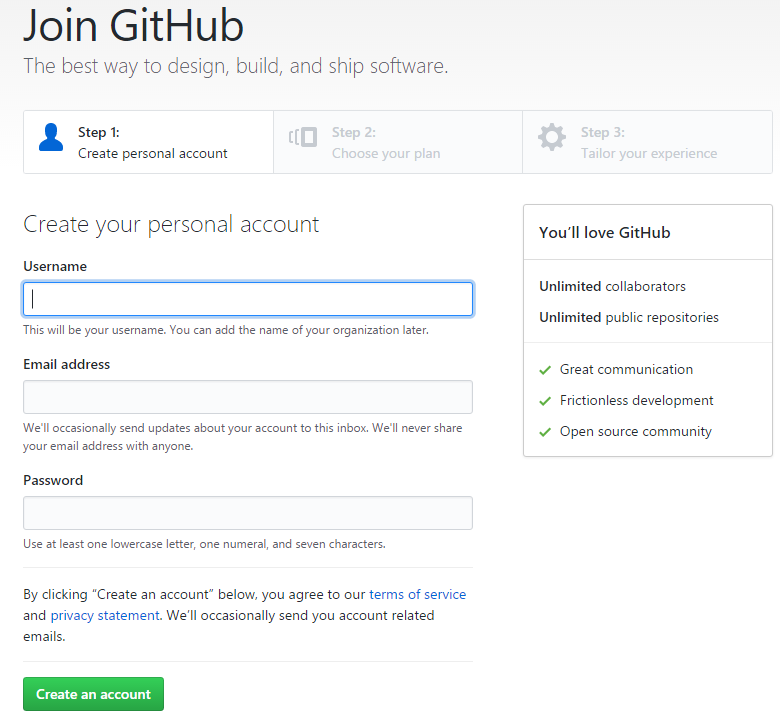 Join GitHub
The best way to design, build, and ship software.
Step 1:
Create personal account
Step 2:
Choose your plan
Step 3:
Tailor your experience
Create your personal account
Username
This will be your username. You can add the name of your organization later.
Email address
We'll occasionally send updates about your account to this inbox. We'll never share
your email address with anyone.
Password
Use at least one lowercase letter, one numeral, and seven characters.
By clicking “Create an account” below, you agree to our terms of service
and privacy statement. We’ll occasionally send you account related
emails.
Create an account
You’ll love GitHub
Unlimited collaborators
Unlimited public repositories
Great communication
Frictionless development
Open source community